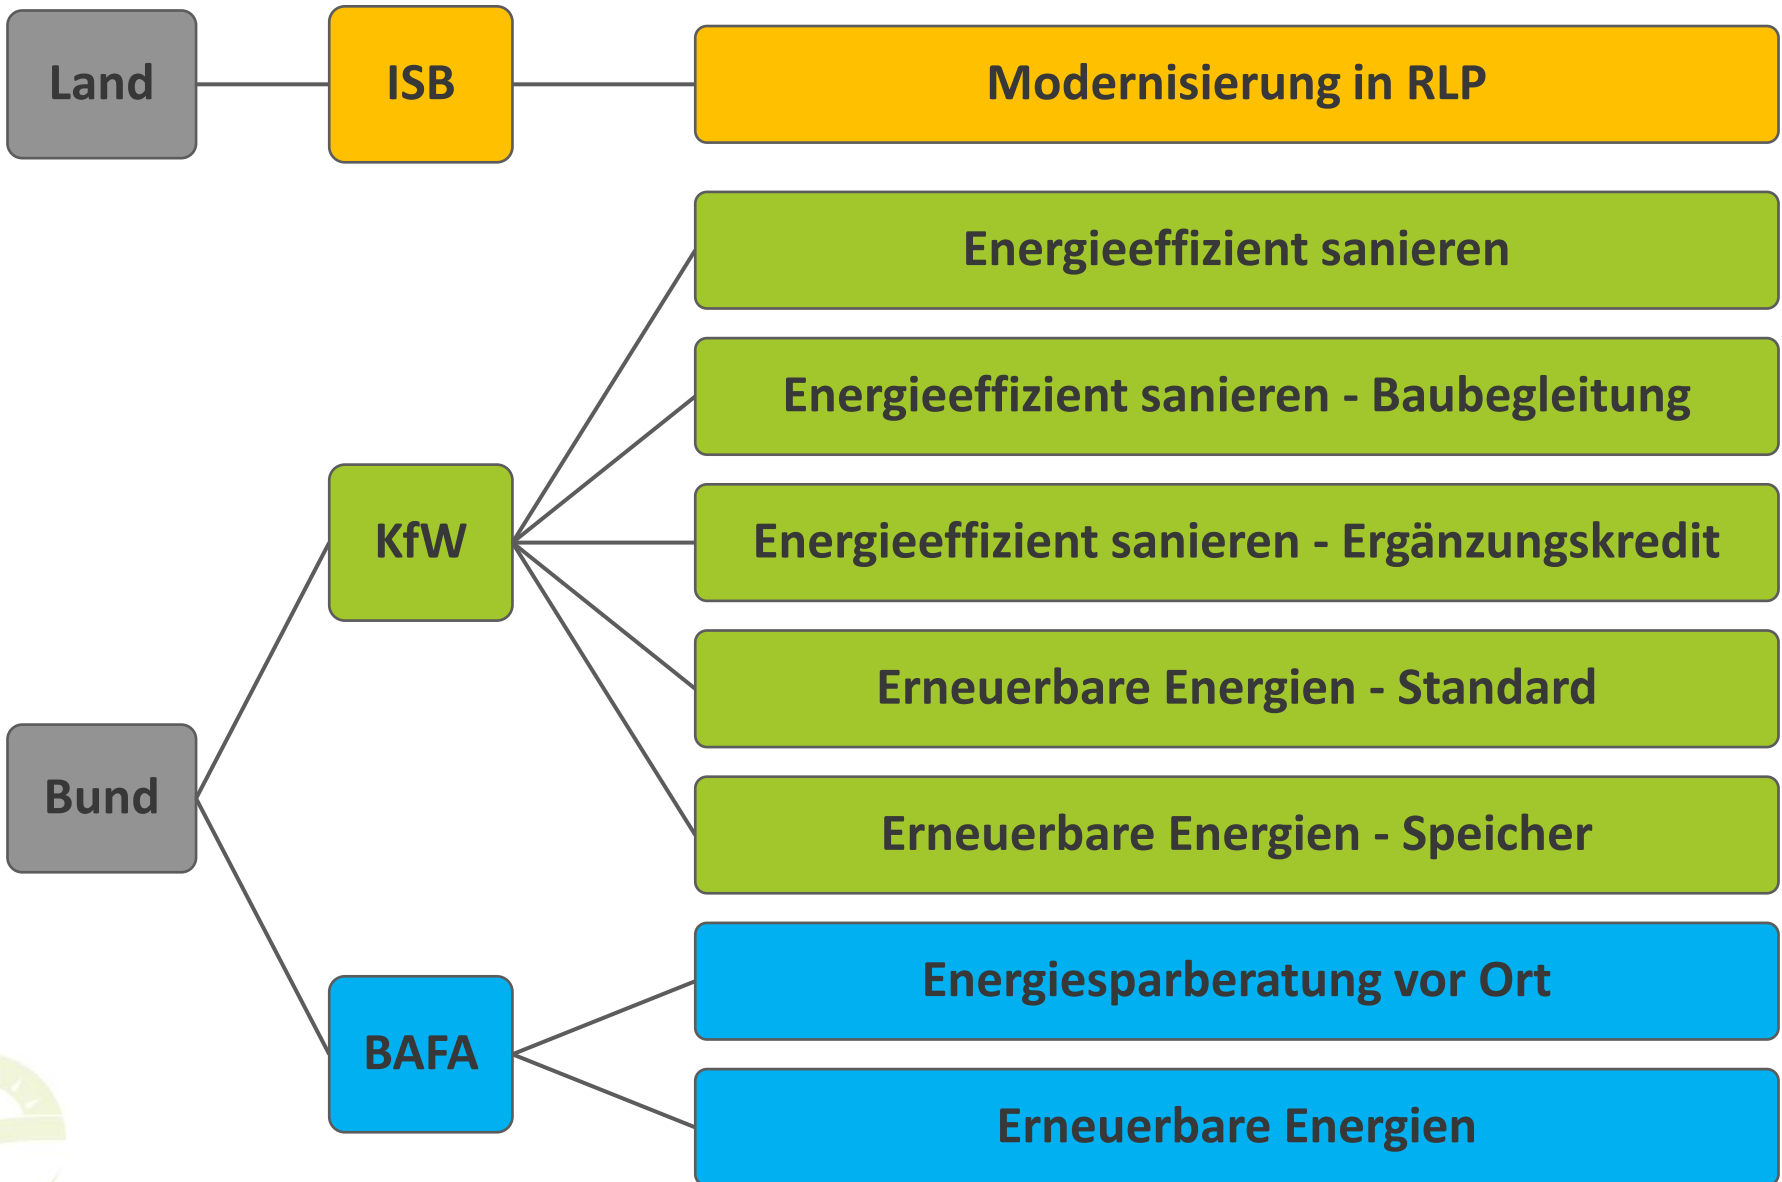 Land
ISB
Modernisierung in RLP
Energieeffizient sanieren
Energieeffizient sanieren - Baubegleitung
KfW
Energieeffizient sanieren - Ergänzungskredit
Erneuerbare Energien - Standard
Bund
Erneuerbare Energien - Speicher
BAFA
Energiesparberatung vor Ort
Erneuerbare Energien